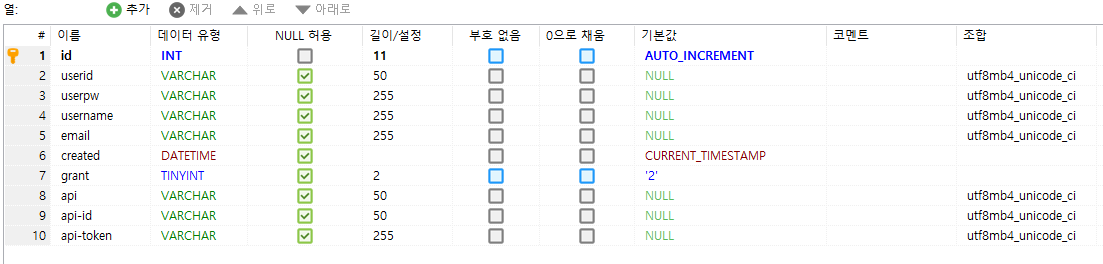 열: 추가 제거 위로 아래로
# 이름 데이터 유형 NULL 허용 길이/설정 부호 없음 0으로 채움 기본값 코멘트 조합
1 id INT 11 AUTO_INCREMENT
2 userid VARCHAR 50 NULL utf8mb4_unicode_ci
3 userpw VARCHAR 255 NULL utf8mb4_unicode_ci
4 username VARCHAR 255 NULL utf8mb4_unicode_ci
5 email VARCHAR 255 NULL utf8mb4_unicode_ci
6 created DATETIME CURRENT_TIMESTAMP
7 grant TINYINT 2 '2'
8 api VARCHAR 50 NULL utf8mb4_unicode_ci
9 api-id VARCHAR 50 NULL utf8mb4_unicode_ci
10 api-token VARCHAR 255 NULL utf8mb4_unicode_ci